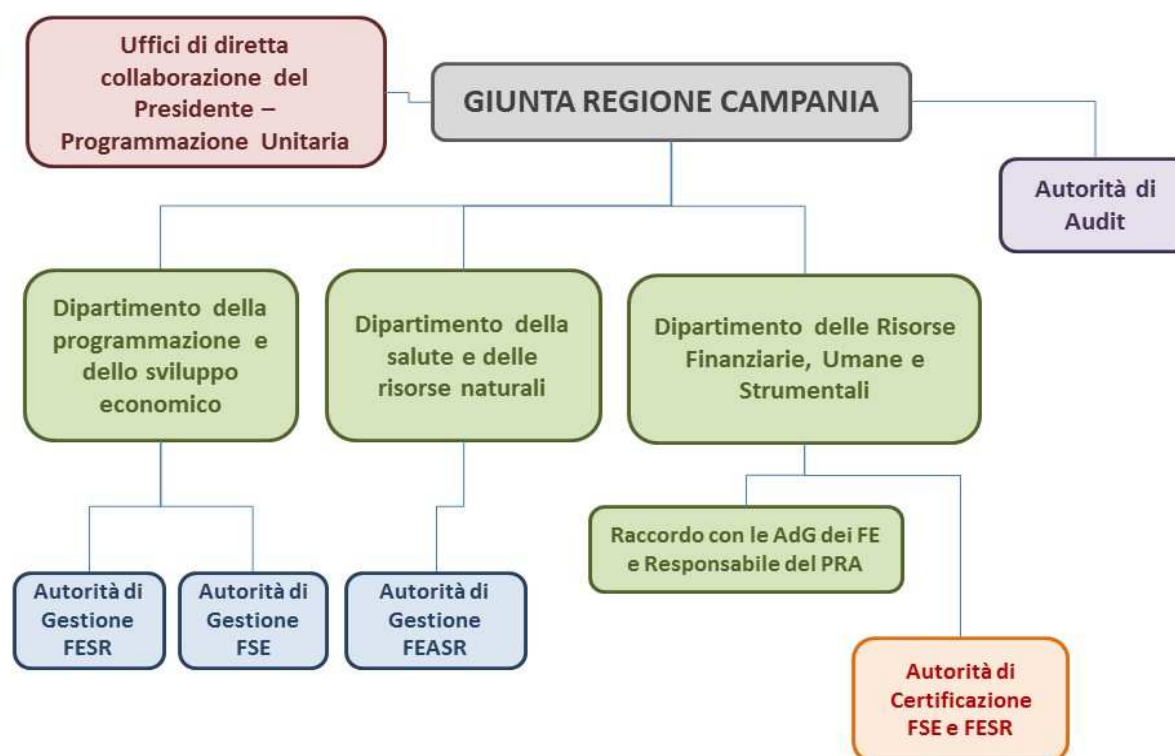 Uffici di diretta
collaborazione del
Presidente –
Programmazione Unitaria
GIUNTA REGIONE CAMPANIA
Autorità di
Audit
Dipartimento della
programmazione e
dello sviluppo
economico
Dipartimento della
salute e delle
risorse naturali
Dipartimento delle Risorse
Finanziarie, Umane e
Strumentali
Raccordo con le AdG dei FE
e Responsabile del PRA
Autorità di
Gestione
FESR
Autorità di
Gestione
FSE
Autorità di
Gestione
FEASR
Autorità di
Certificazione
FSE e FESR